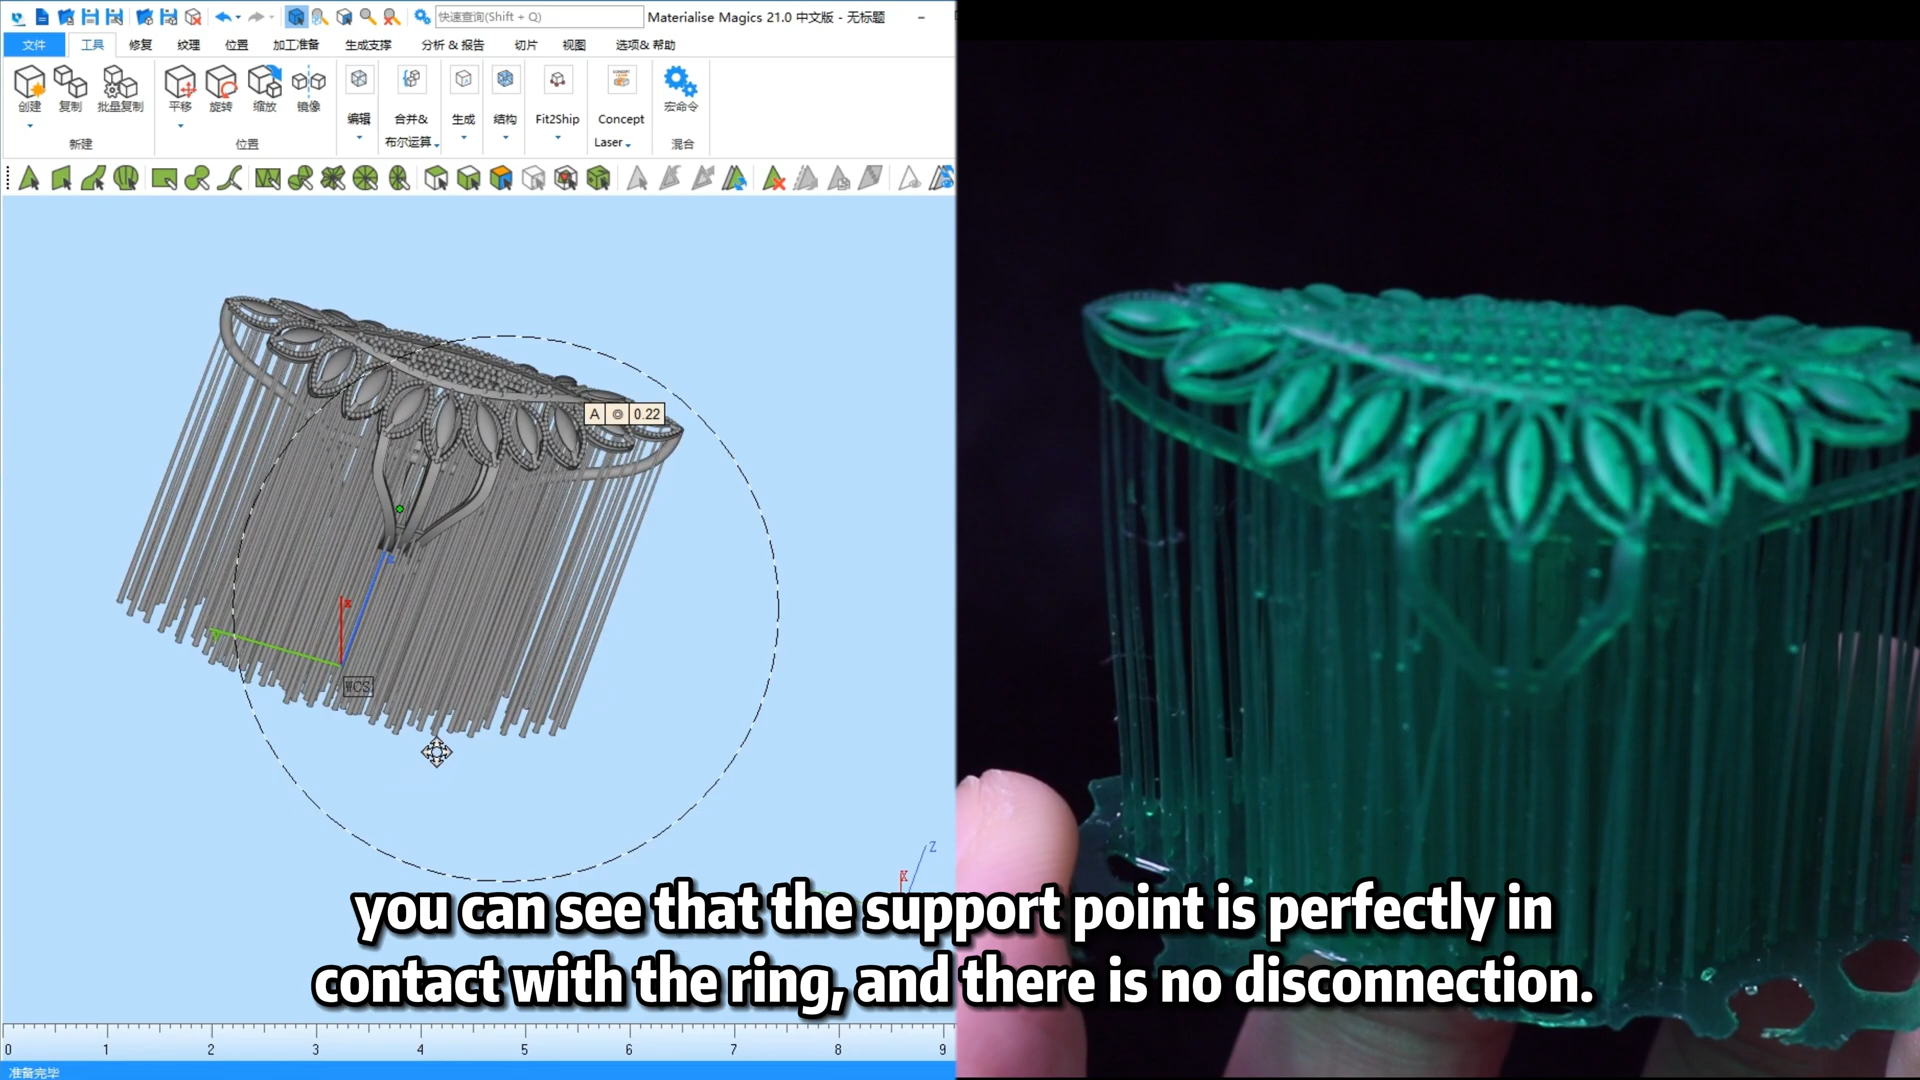 快速查询(Shift + Q)
Materialise Magics 21.0 中文版 - 无标题
文件 工具 修复 纹理 位置 加工准备 生成支撑 分析 & 报告 切片 视图 选项& 帮助
创建 复制 批量复制 平移 旋转 缩放 镜像 编辑 合并& 布尔运算 生成 结构 Fit2Ship Concept Laser 宏命令
新建 位置 混合
A 0.22
X
Y
Z
WCS
Z
X
you can see that the support point is perfectly in
contact with the ring, and there is no disconnection.
0 1 2 3 4 5 6 7 8 9
准备完毕